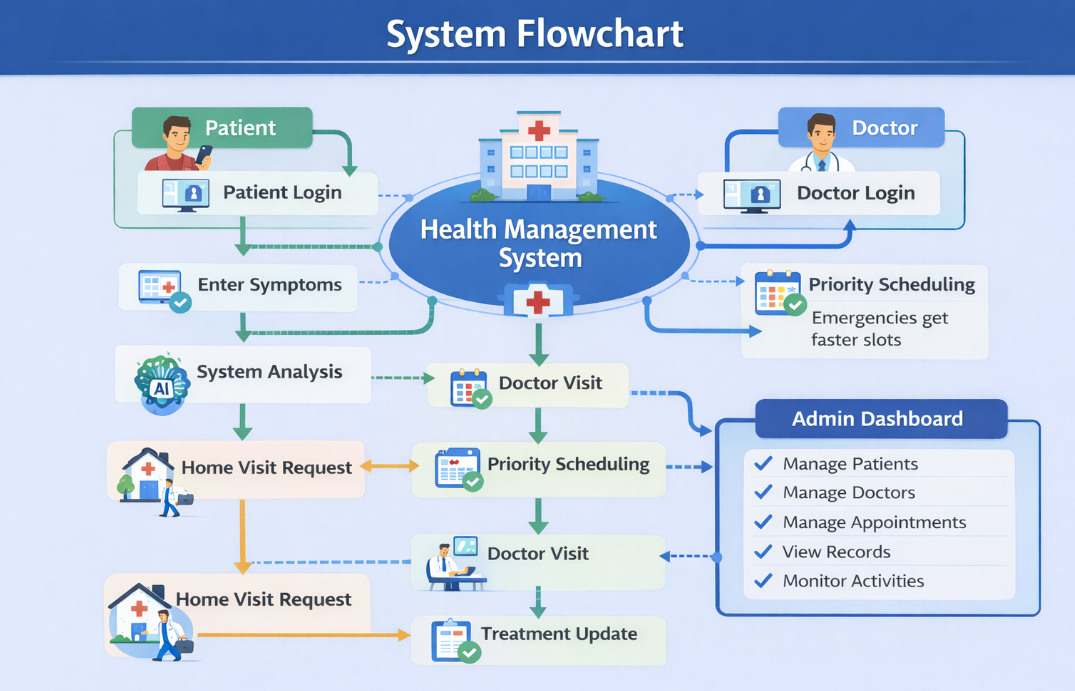 System Flowchart
Patient
Patient Login
Enter Symptoms
System Analysis
AI
Home Visit Request
Home Visit Request
Health Management
System
Doctor Visit
Priority Scheduling
Doctor Visit
Treatment Update
Doctor
Doctor Login
Priority Scheduling
Emergencies get
faster slots
Admin Dashboard
Manage Patients
Manage Doctors
Manage Appointments
View Records
Monitor Activities